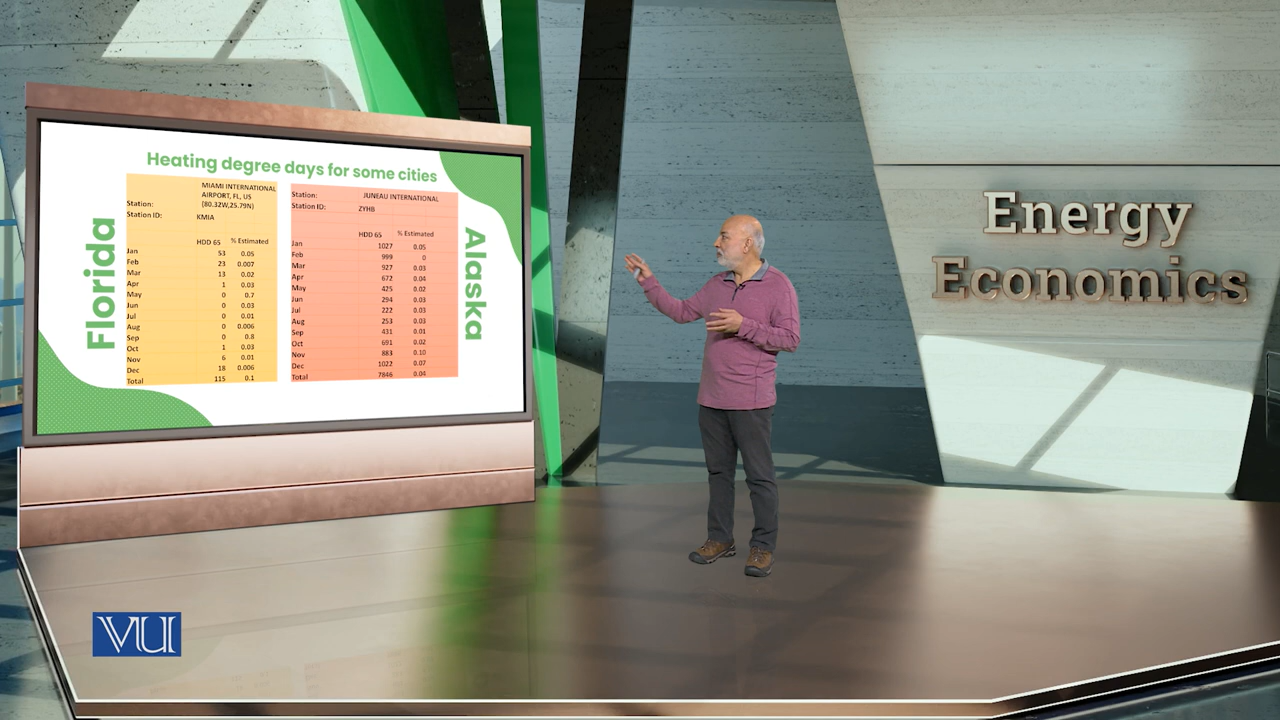 Heating degree days for some cities
Florida
MIAMI INTERNATIONAL
AIRPORT, FL, US
Station: (80.32W,25.79N)
Station ID: KMIA
HDD 65 % Estimated
Jan 53 0.05
Feb 23 0.007
Mar 13 0.02
Apr 1 0.03
May 0 0.7
Jun 0 0.03
Jul 0 0.01
Aug 0 0.006
Sep 0 0.8
Oct 1 0.03
Nov 6 0.01
Dec 18 0.006
Total 115 0.1
Station: JUNEAU INTERNATIONAL
Station ID: ZYHB
HDD 65 % Estimated
Jan 1027 0.05
Feb 999 0
Mar 927 0.03
Apr 672 0.04
May 425 0.02
Jun 294 0.03
Jul 222 0.03
Aug 253 0.03
Sep 431 0.01
Oct 691 0.02
Nov 883 0.10
Dec 1022 0.07
Total 7846 0.04
Alaska
Energy
Economics
VU